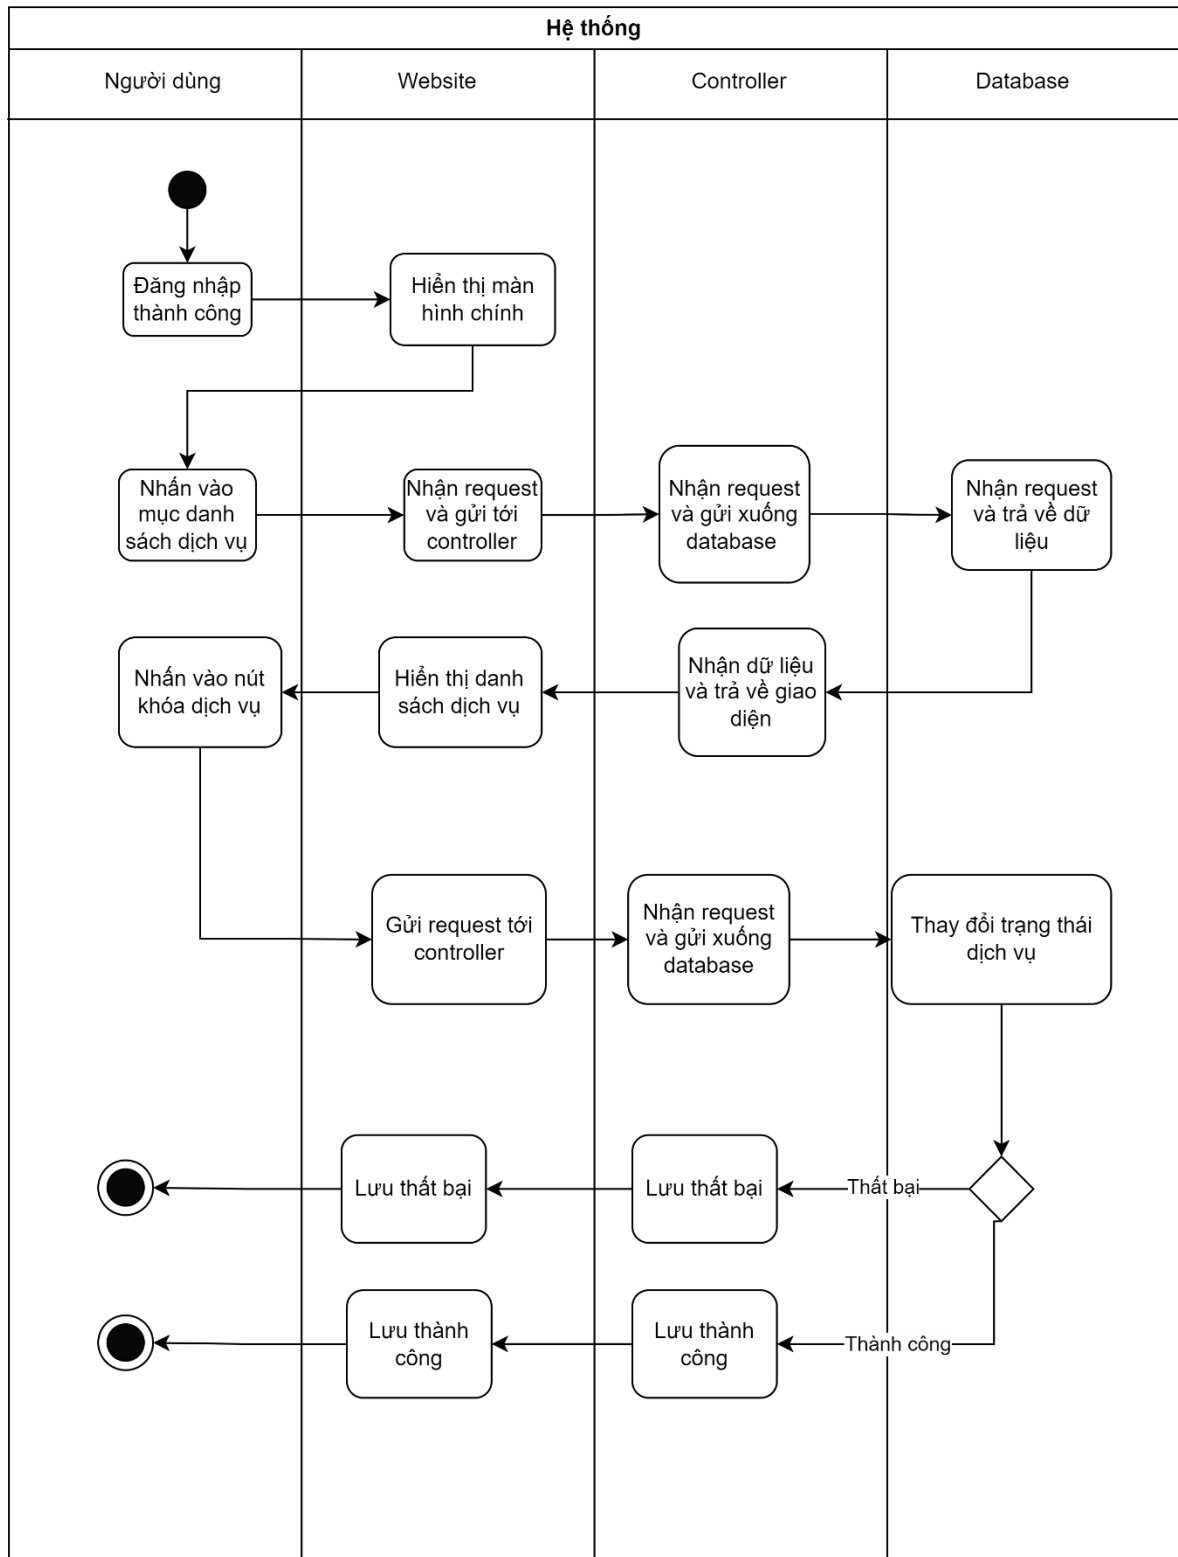 Hệ thống
Người dùng
Website
Controller
Database
Đăng nhập
thành công
Hiển thị màn
hình chính
Nhấn vào
mục danh
sách dịch vụ
Nhận request
và gửi tới
controller
Nhận request
và gửi xuống
database
Nhận request
và trả về dữ
liệu
Nhấn vào nút
khóa dịch vụ
Hiển thị danh
sách dịch vụ
Nhận dữ liệu
và trả về giao
diện
Gửi request tới
controller
Nhận request
và gửi xuống
database
Thay đổi trạng thái
dịch vụ
Lưu thất bại
Lưu thất bại
Thất bại
Lưu thành
công
Lưu thành
công
Thành công